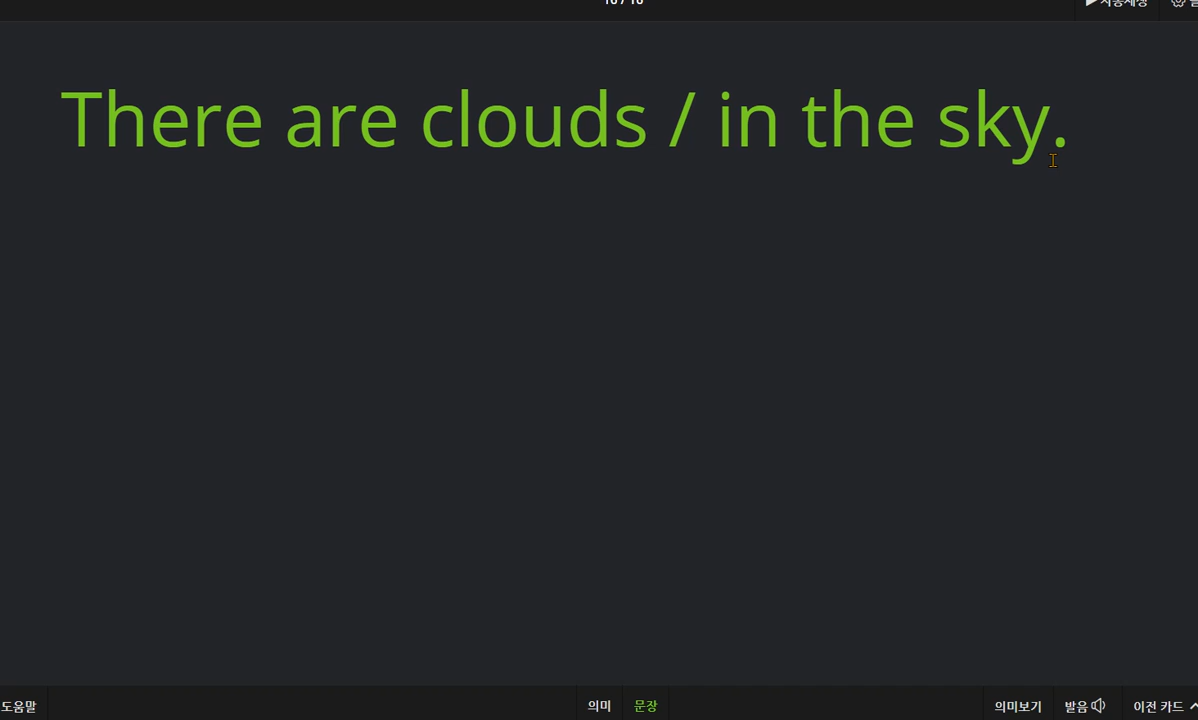 There are clouds / in the sky.
도움말
의미
문장
의미보기
발음
이전 카드